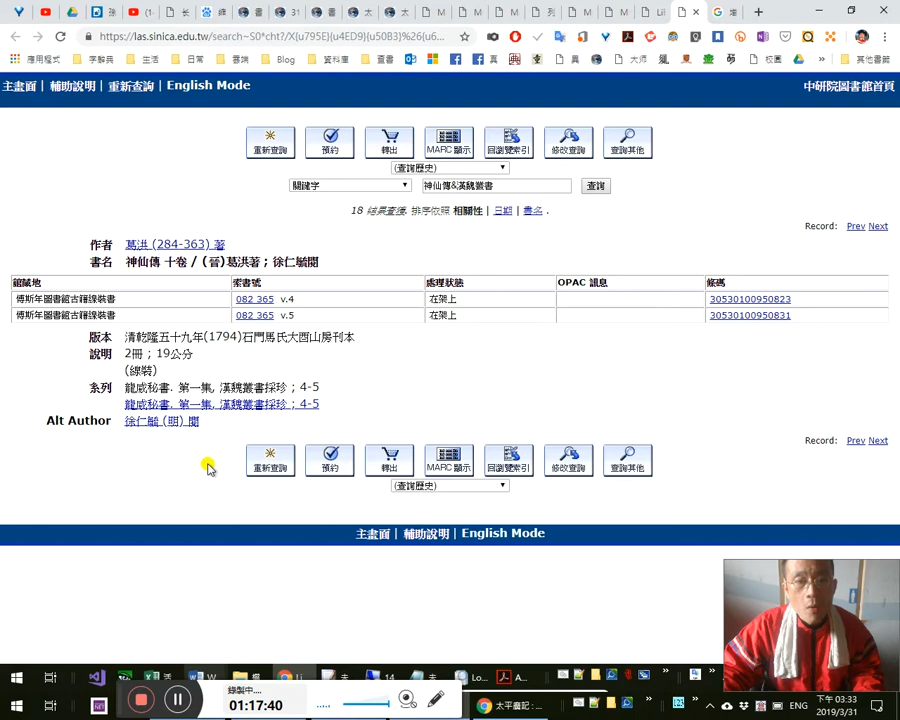 https://las.sinica.edu.tw/search~S0*cht?/X{u795E}{u4ED9}{u50B3}%26{u6...
應用程式 字辭典 生活 日常 雲端 Blog 資料庫 查書 真 異 大师 校園 其他書籤
主畫面 | 輔助說明 | 重新查詢 | English Mode 中研院圖書館首頁
重新查詢 預約 轉出 MARC 顯示 回瀏覽索引 修改查詢 查詢其他
(查詢歷史)
關鍵字 神仙傳&漢魏叢書 查詢
18 結果查獲. 排序依照 相關性 | 日期 | 書名 .
Record: Prev Next
作者 葛洪 (284-363) 著
書名 神仙傳 十卷 / (晉)葛洪著 ; 徐仁毓閱
館藏地 索書號 處理狀態 OPAC 訊息 條碼
傅斯年圖書館古籍線裝書 082 365 v.4 在架上 30530100950823
傅斯年圖書館古籍線裝書 082 365 v.5 在架上 30530100950831
版本 清乾隆五十九年(1794)石門馬氏大酉山房刊本
說明 2冊 ; 19公分
(線裝)
系列 龍威秘書. 第一集, 漢魏叢書採珍 ; 4-5
龍威秘書. 第一集, 漢魏叢書採珍 ; 4-5
Alt Author 徐仁毓 (明) 閱
Record: Prev Next
重新查詢 預約 轉出 MARC 顯示 回瀏覽索引 修改查詢 查詢其他
(查詢歷史)
主畫面 | 輔助說明 | English Mode
錄製中....
01:17:40
太平廣記 :...
ENG
下午 03:33
2019/3/31